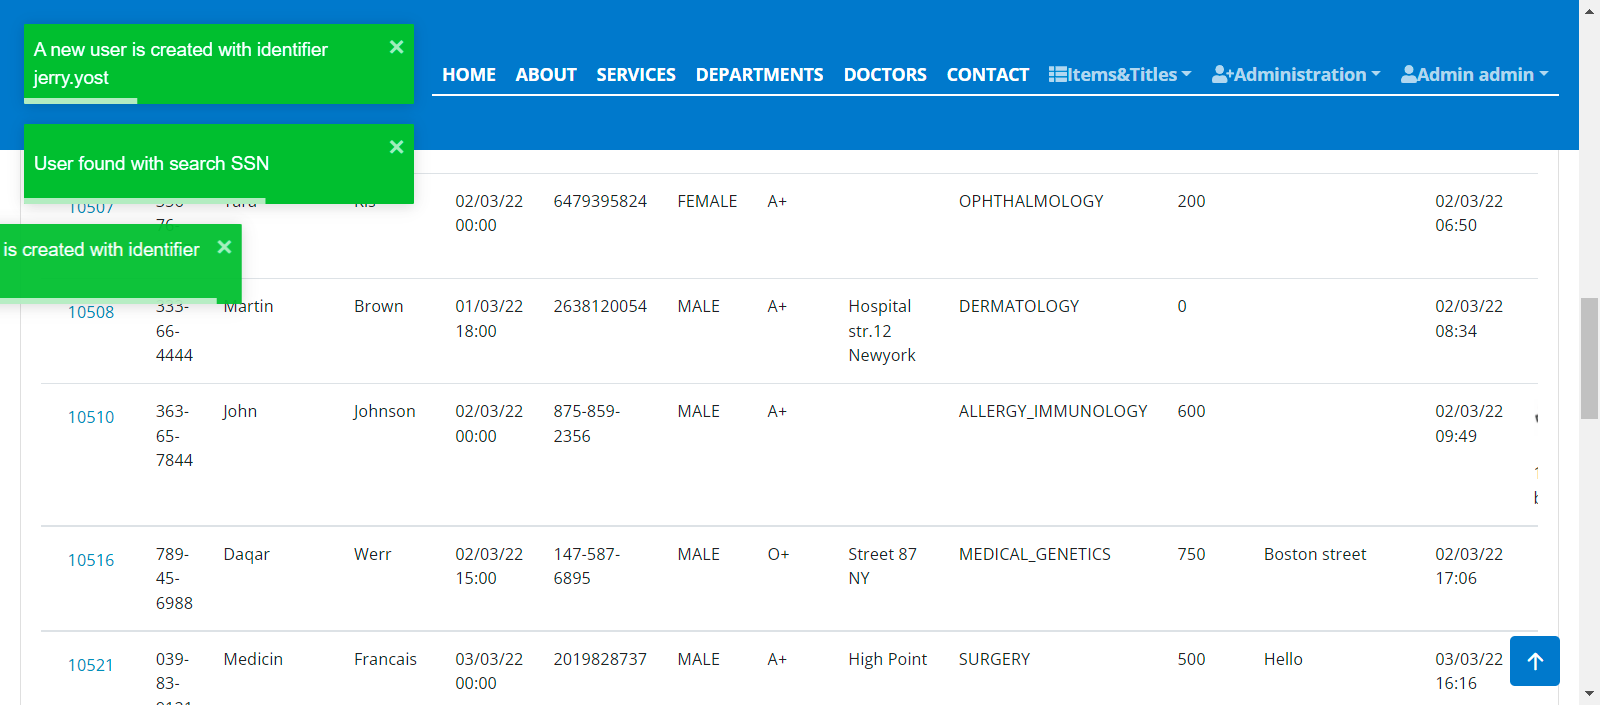 A new user is created with identifier
jerry.yost
HOME ABOUT SERVICES DEPARTMENTS DOCTORS CONTACT Items&Titles Administration Admin admin
User found with search SSN
is created with identifier
10507 02/03/22 6479395824 FEMALE A+ OPHTHALMOLOGY 200 02/03/22
00:00 06:50
10508 333- Martin Brown 01/03/22 2638120054 MALE A+ Hospital DERMATOLOGY 0 02/03/22
66- 18:00 str.12 08:34
4444 Newyork
10510 363- John Johnson 02/03/22 875-859- MALE A+ ALLERGY_IMMUNOLOGY 600 02/03/22
65- 00:00 2356 09:49
7844
10516 789- Daqar Werr 02/03/22 147-587- MALE O+ Street 87 MEDICAL_GENETICS 750 Boston street 02/03/22
45- 15:00 6895 NY 17:06
6988
10521 039- Medicin Francais 03/03/22 2019828737 MALE A+ High Point SURGERY 500 Hello 03/03/22
83- 00:00 16:16